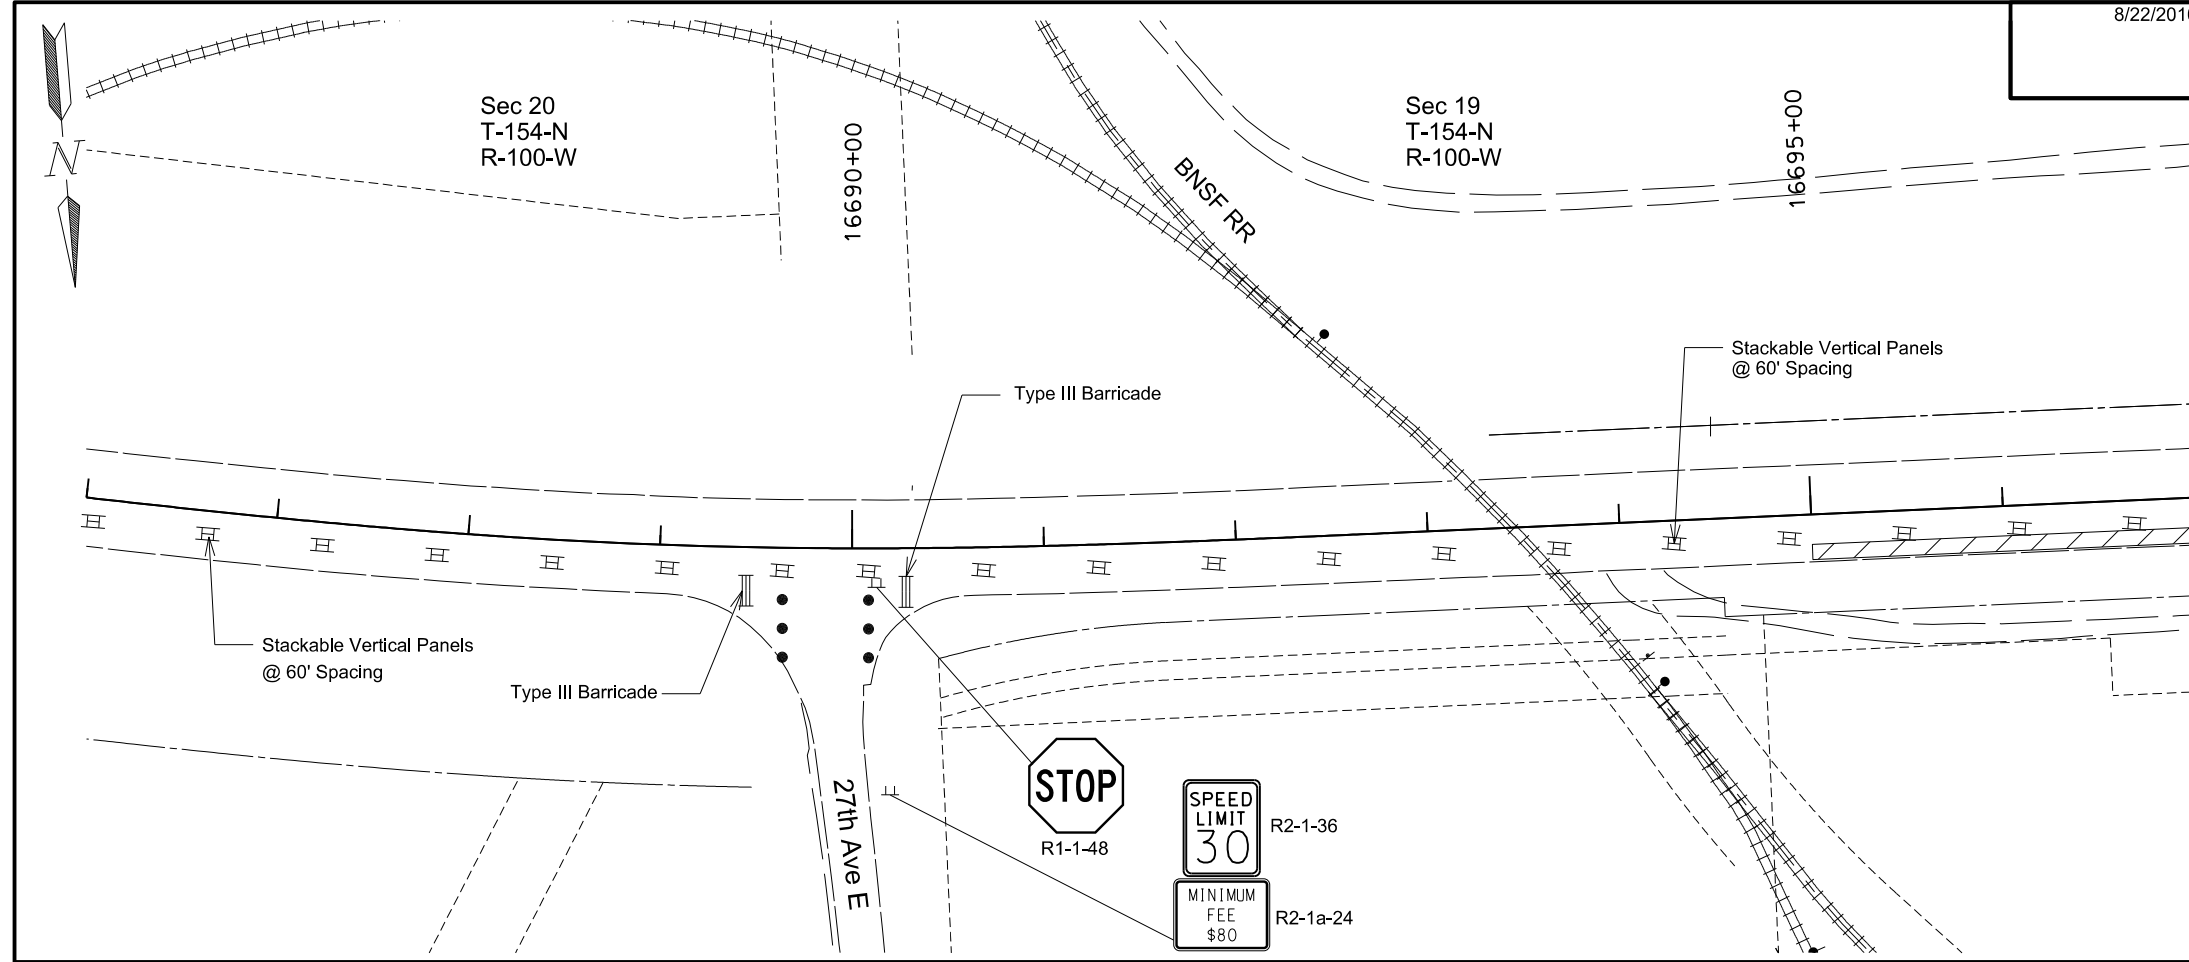 8/22/2016
N
Sec 20
T-154-N
R-100-W
16690+00
BNSF RR
Sec 19
T-154-N
R-100-W
16695+00
Stackable Vertical Panels
@ 60' Spacing
Type III Barricade
Stackable Vertical Panels
@ 60' Spacing
Type III Barricade
27th Ave E
STOP
R1-1-48
SPEED
LIMIT
30
R2-1-36
MINIMUM
FEE
$80
R2-1a-24